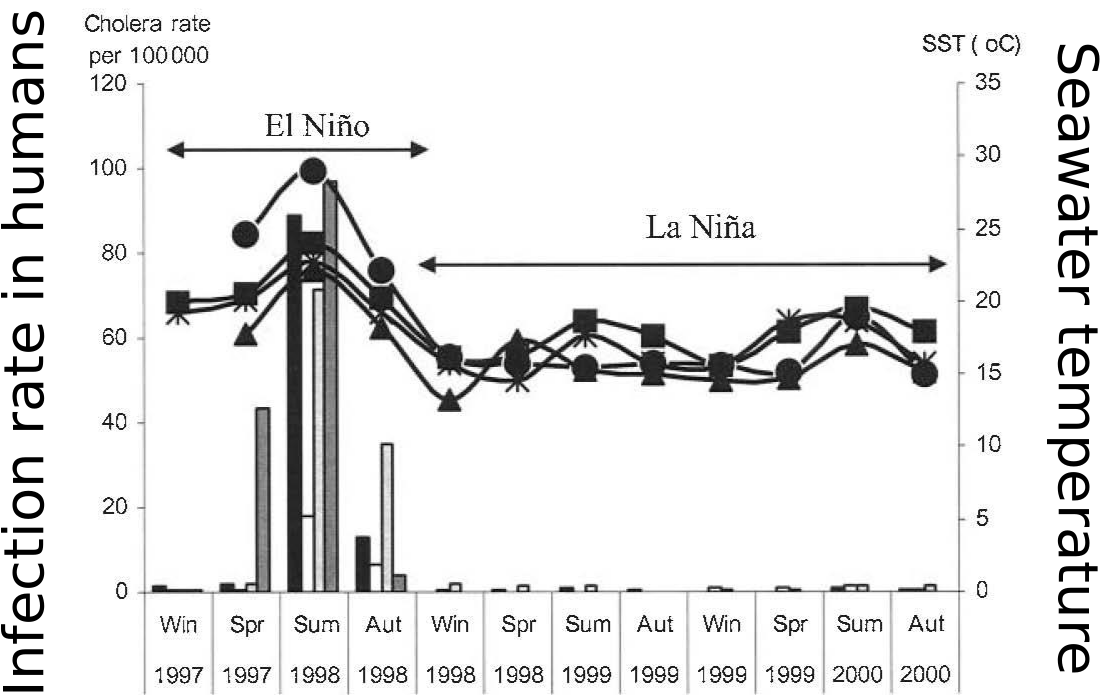 Infection rate in humans
Cholera rate
per 100000
SST ( oC)
Seawater temperature
120
100
80
60
40
20
0
35
30
25
20
15
10
5
0
El Niño
La Niña
Win Spr Sum Aut Win Spr Sum Aut Win Spr Sum Aut
1997 1997 1998 1998 1998 1998 1999 1999 1999 1999 2000 2000